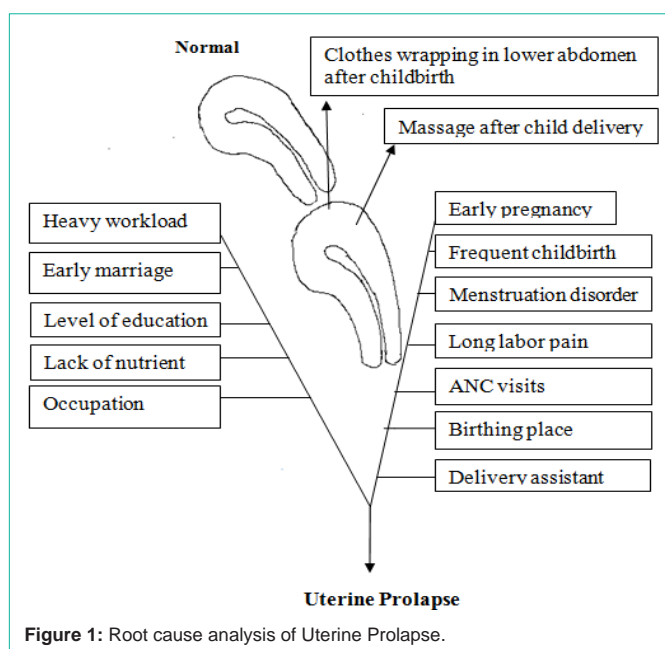 Normal
Clothes wrapping in lower abdomen
after childbirth
Massage after child delivery
Heavy workload
Early marriage
Level of education
Lack of nutrient
Occupation
Early pregnancy
Frequent childbirth
Menstruation disorder
Long labor pain
ANC visits
Birthing place
Delivery assistant
Uterine Prolapse
Figure 1: Root cause analysis of Uterine Prolapse.